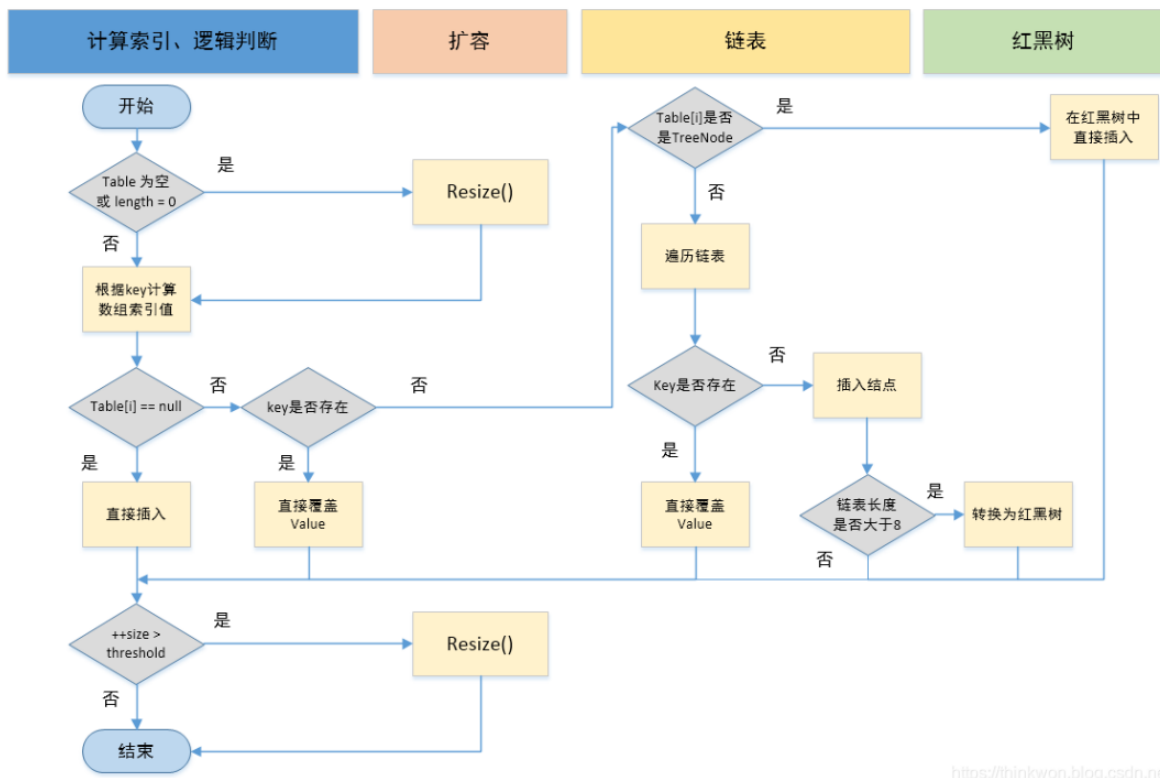 计算索引、逻辑判断
扩容
链表
红黑树
开始
Table 为空
或 length = 0
是
Resize()
否
根据key计算
数组索引值
Table[i] == null
否
key是否存在
否
是
直接插入
是
直接覆盖
Value
Table[i]是否
是TreeNode
是
在红黑树中
直接插入
否
遍历链表
Key是否存在
否
插入结点
是
直接覆盖
Value
链表长度
是否大于8
是
转换为红黑树
否
++size >
threshold
是
Resize()
否
结束